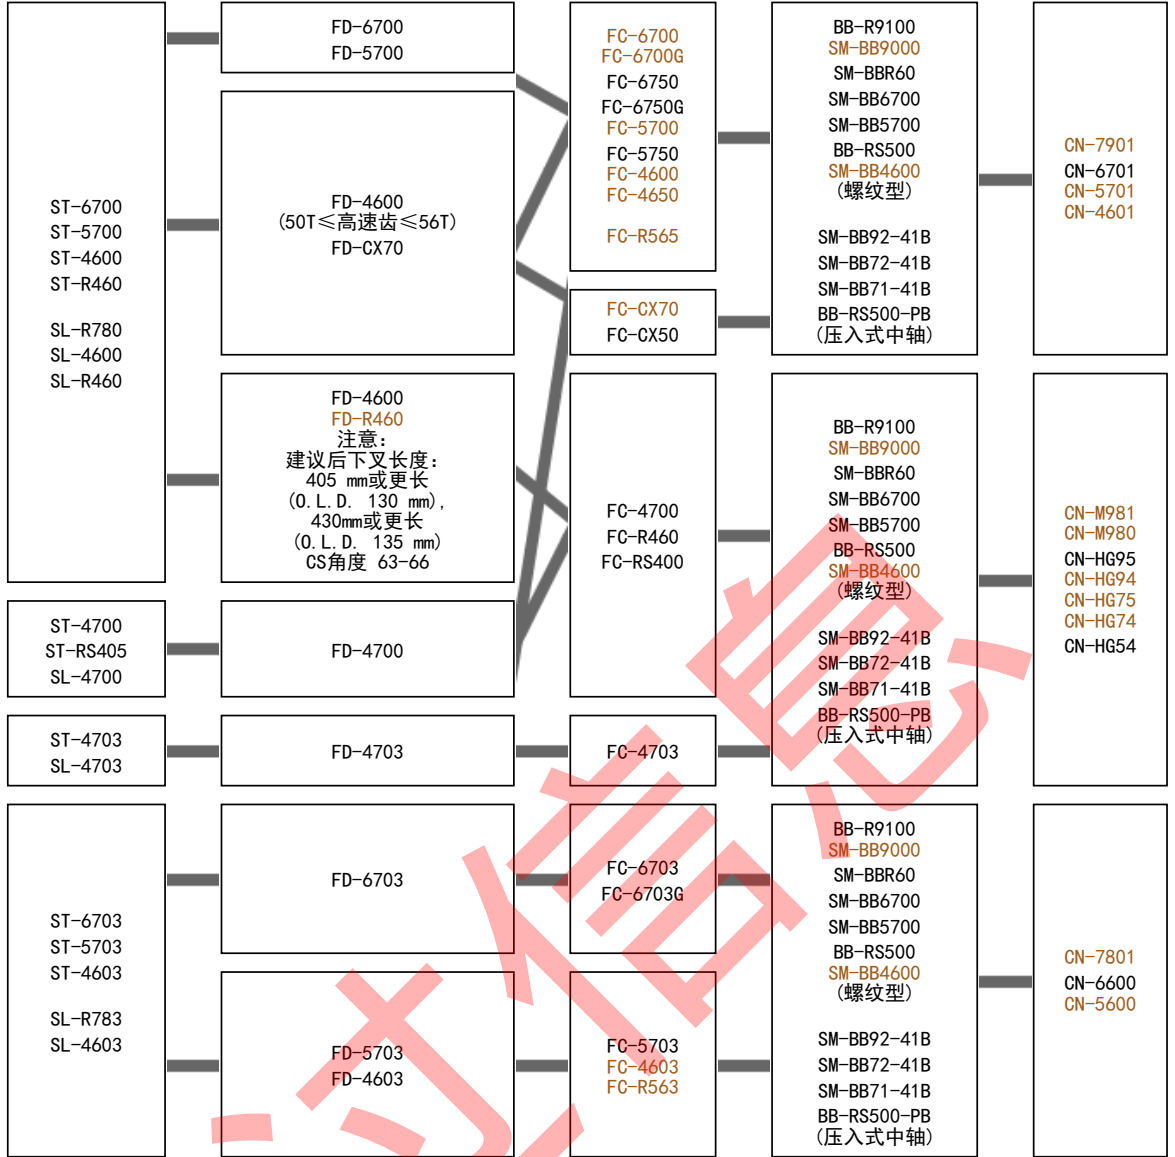 ST-6700
ST-5700
ST-4600
ST-R460
SL-R780
SL-4600
SL-R460
FD-6700
FD-5700
FD-4600
(50T≤高速齿≤56T)
FD-CX70
FD-4600
FD-R460
注意:
建议后下叉长度:
405 mm或更长
(O.L.D. 130 mm),
430mm或更长
(O.L.D. 135 mm)
CS角度 63-66
FC-6700
FC-6700G
FC-6750
FC-6750G
FC-5700
FC-5750
FC-4600
FC-4650
FC-R565
FC-CX70
FC-CX50
BB-R9100
SM-BB9000
SM-BBR60
SM-BB6700
SM-BB5700
BB-RS500
SM-BB4600
(螺纹型)
SM-BB92-41B
SM-BB72-41B
SM-BB71-41B
BB-RS500-PB
(压入式中轴)
CN-7901
CN-6701
CN-5701
CN-4601
ST-4700
ST-RS405
SL-4700
FD-4700
FC-4700
FC-R460
FC-RS400
ST-4703
SL-4703
FD-4703
FC-4703
BB-R9100
SM-BB9000
SM-BBR60
SM-BB6700
SM-BB5700
BB-RS500
SM-BB4600
(螺纹型)
SM-BB92-41B
SM-BB72-41B
SM-BB71-41B
BB-RS500-PB
(压入式中轴)
CN-M981
CN-M980
CN-HG95
CN-HG94
CN-HG75
CN-HG74
CN-HG54
ST-6703
ST-5703
ST-4603
SL-R783
SL-4603
FD-6703
FD-5703
FD-4603
FC-6703
FC-6703G
FC-5703
FC-4603
FC-R563
BB-R9100
SM-BB9000
SM-BBR60
SM-BB6700
SM-BB5700
BB-RS500
SM-BB4600
(螺纹型)
SM-BB92-41B
SM-BB72-41B
SM-BB71-41B
BB-RS500-PB
(压入式中轴)
CN-7801
CN-6600
CN-5600
过信息